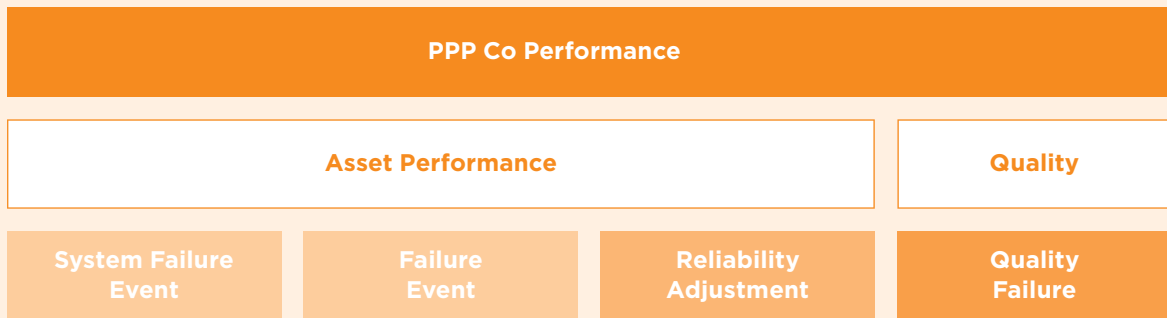 PPP Co Performance
Asset Performance
Quality
System Failure
Event
Failure
Event
Reliability
Adjustment
Quality
Failure